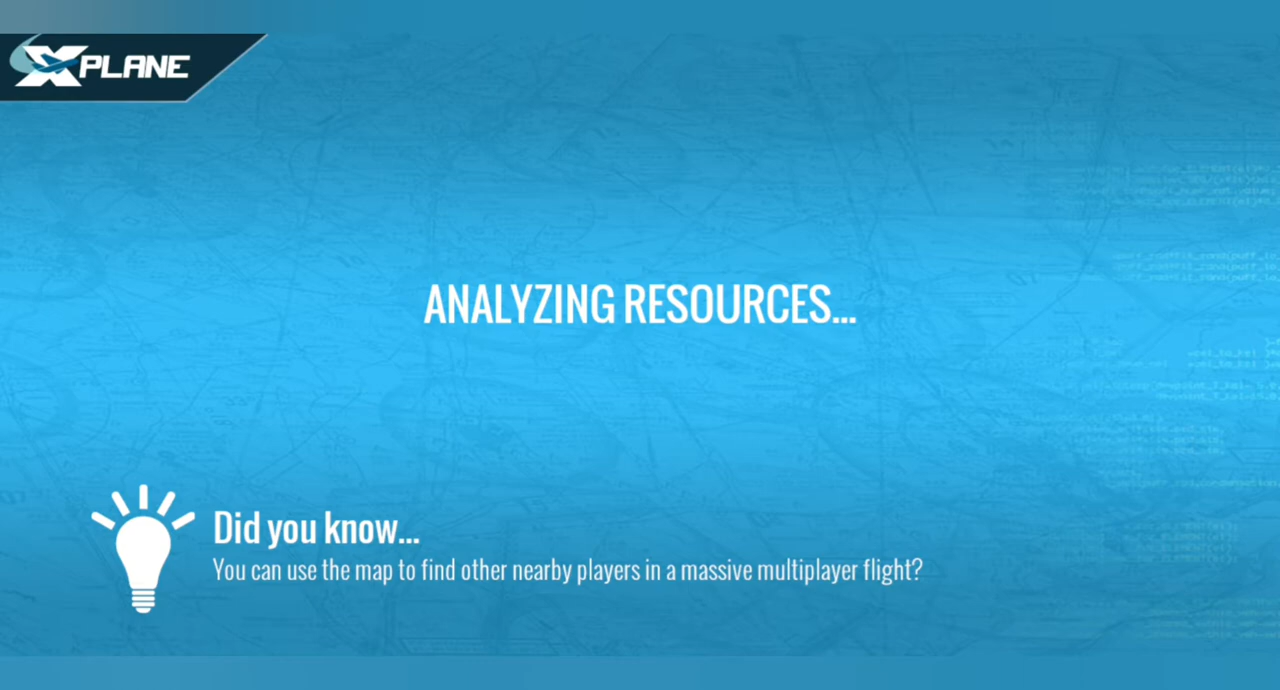 X PLANE
ANALYZING RESOURCES...
Did you know...
You can use the map to find other nearby players in a massive multiplayer flight?